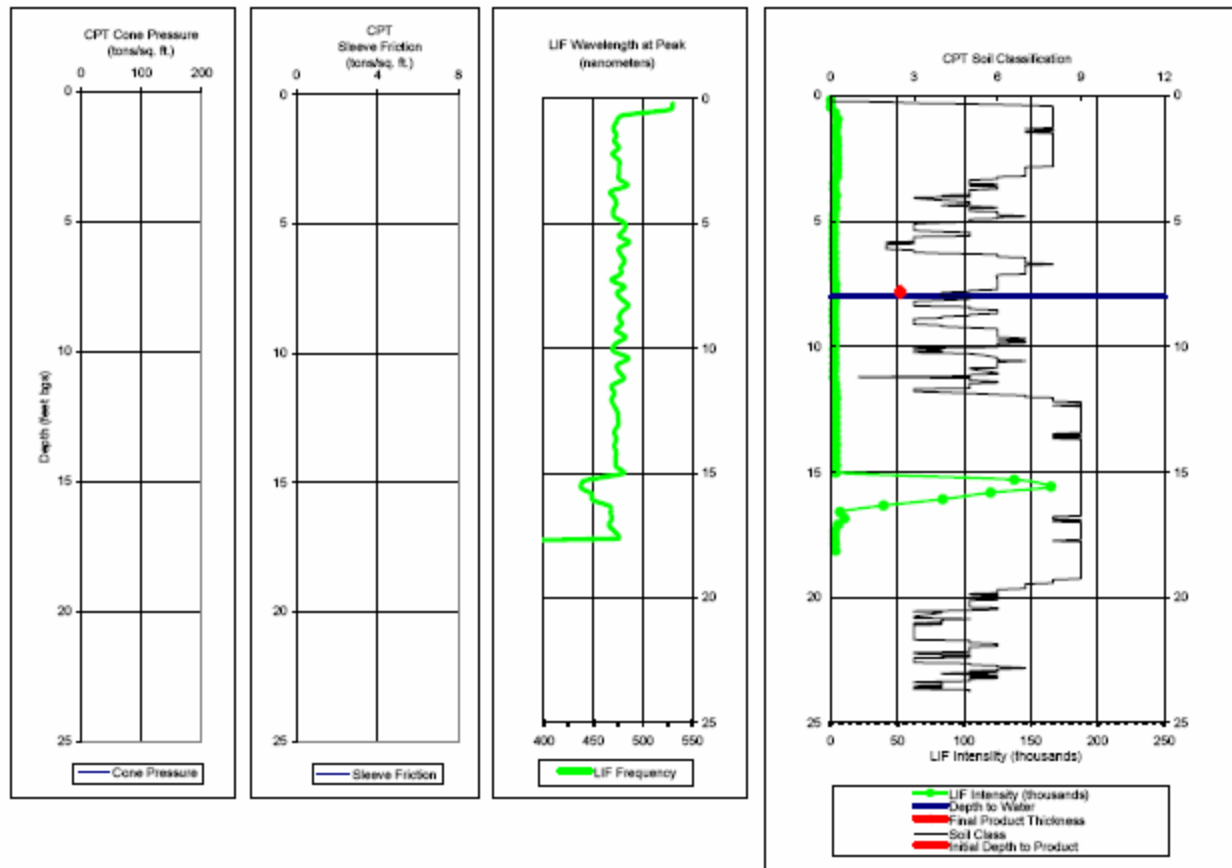 CPT Cone Pressure
(tons/sq. ft.)
0 100 200
0
5
10
15
20
25
Depth (feet bgs)
Cone Pressure
CPT
Sleeve Friction
(tons/sq. ft.)
0 4 8
0
5
10
15
20
25
Sleeve Friction
LIF Wavelength at Peak
(nanometers)
0
5
10
15
20
25
400 450 500 550
LIF Frequency
CPT Soil Classification
0 3 6 9 12
0 0
5 5
10 10
15 15
20 20
25 25
0 50 100 150 200 250
LIF Intensity (thousands)
LIF Intensity (thousands)
Depth to Water
Final Product Thickness
Soil Class
Initial Depth to Product